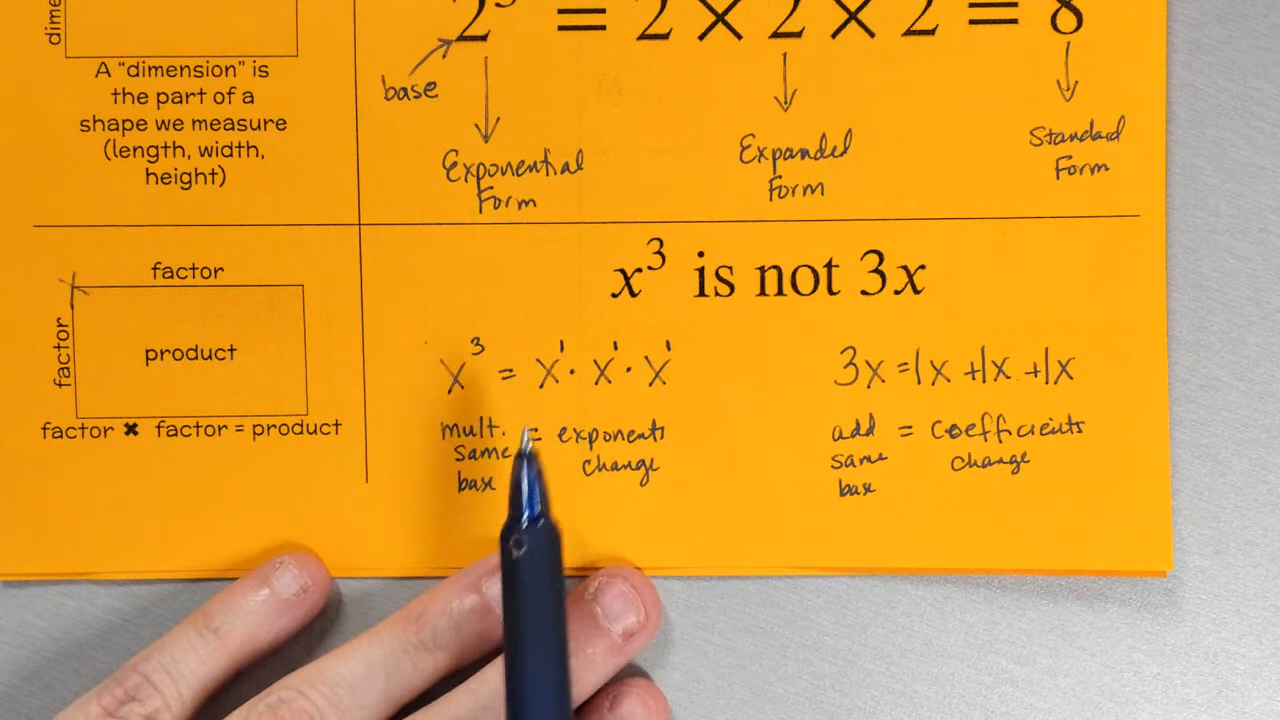 dime
A “dimension” is
the part of a
shape we measure
(length, width,
height)
2³ = 2 × 2 × 2 = 8
base
Exponential
Form
Expanded
Form
Standard
Form
factor
factor
product
factor ✖ factor = product
x³ is not 3x
x³ = x¹ · x¹ · x¹
mult. = exponents
same change
base
3x = 1x + 1x + 1x
add = coefficients
same change
base